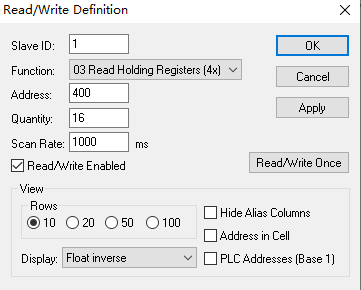 Read/Write Definition
Slave ID: 1 OK
Function: 03 Read Holding Registers (4x) Cancel
Address: 400
Quantity: 16 Apply
Scan Rate: 1000 ms
Read/Write Enabled Read/Write Once
View
Rows
10 20 50 100 Hide Alias Columns
Address in Cell
Display: Float inverse PLC Addresses (Base 1)